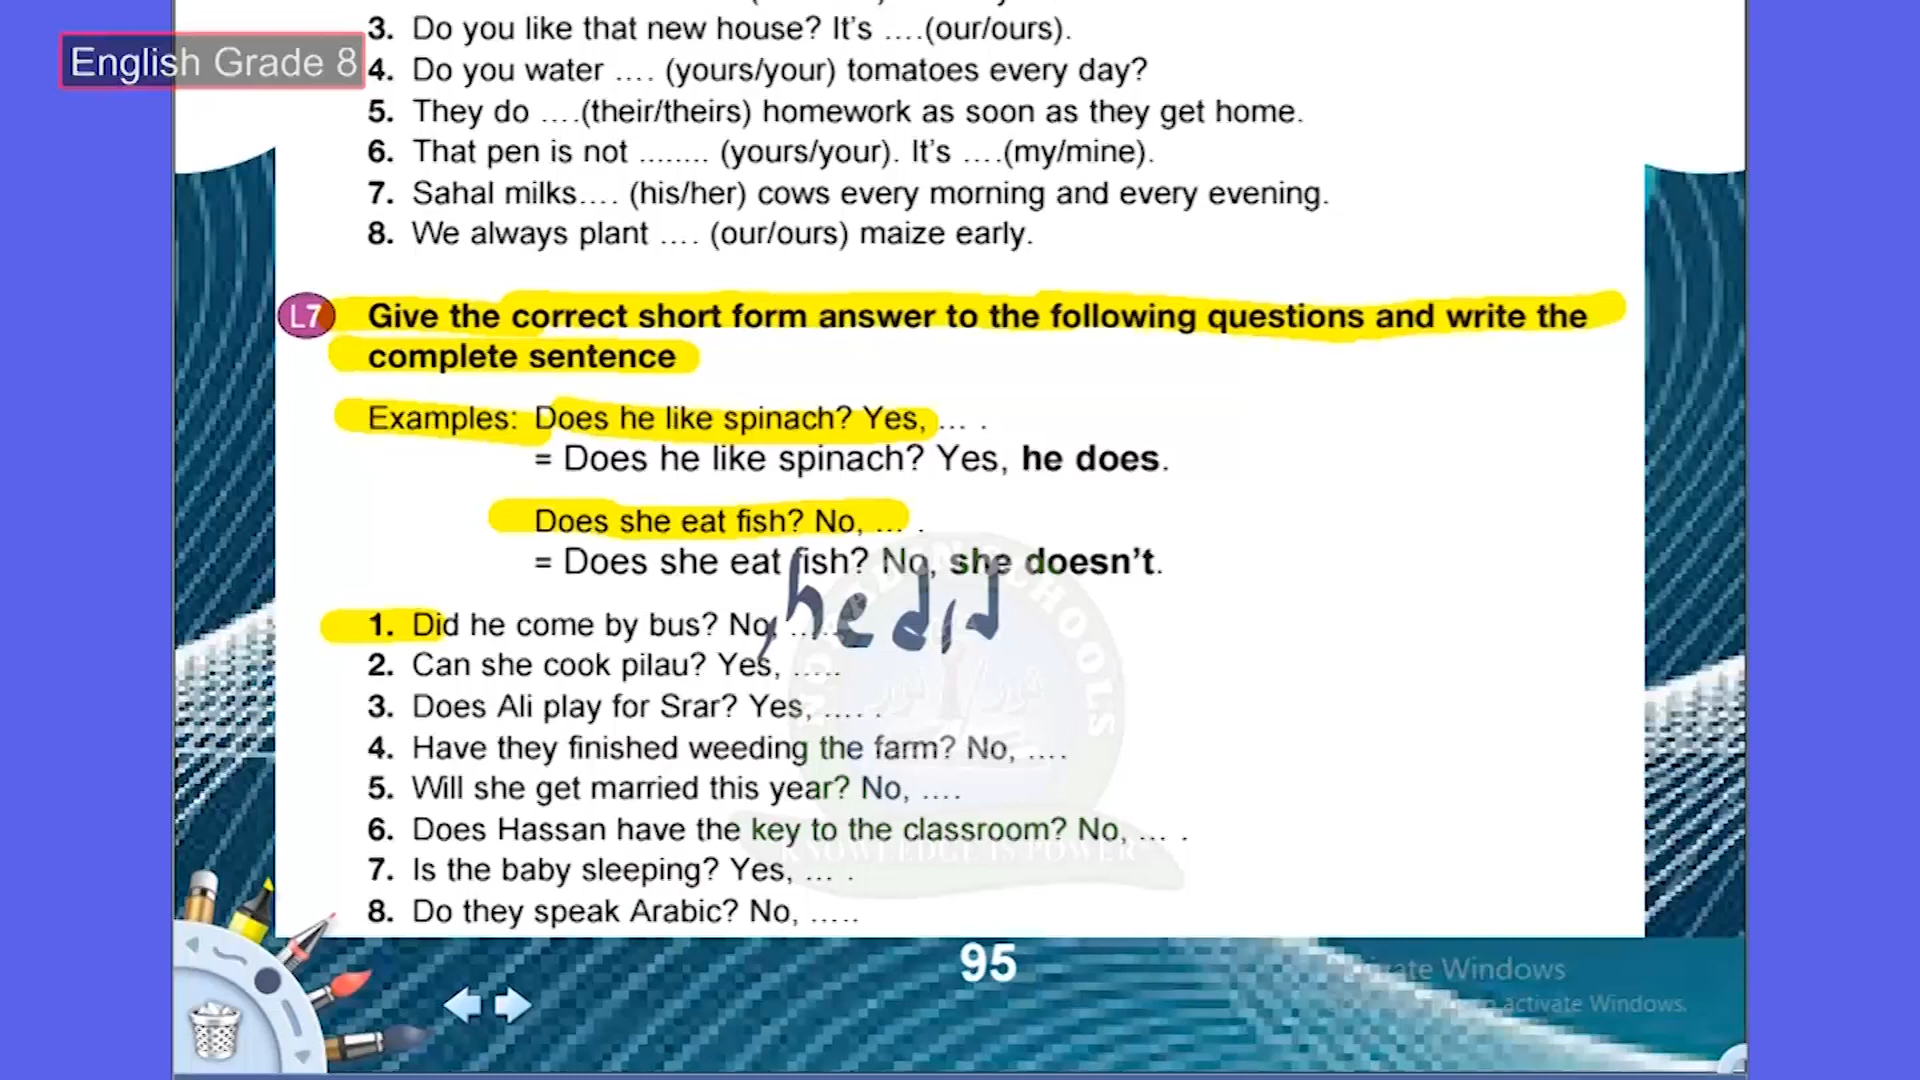 English Grade 8
3. Do you like that new house? It's ....(our/ours).
4. Do you water .... (yours/your) tomatoes every day?
5. They do ....(their/theirs) homework as soon as they get home.
6. That pen is not ........ (yours/your). It's ....(my/mine).
7. Sahal milks.... (his/her) cows every morning and every evening.
8. We always plant .... (our/ours) maize early.
L7 Give the correct short form answer to the following questions and write the
complete sentence
Examples: Does he like spinach? Yes, ... .
= Does he like spinach? Yes, he does.
Does she eat fish? No, ... .
= Does she eat fish? No, she doesn't.
1. Did he come by bus? No, .....
he did
2. Can she cook pilau? Yes, .....
3. Does Ali play for Srar? Yes, .... .
4. Have they finished weeding the farm? No, ....
5. Will she get married this year? No, ....
6. Does Hassan have the key to the classroom? No, ... .
KNOWLEDGE IS POWER
7. Is the baby sleeping? Yes, ... .
8. Do they speak Arabic? No, .....
95
Windows
activate Windows.